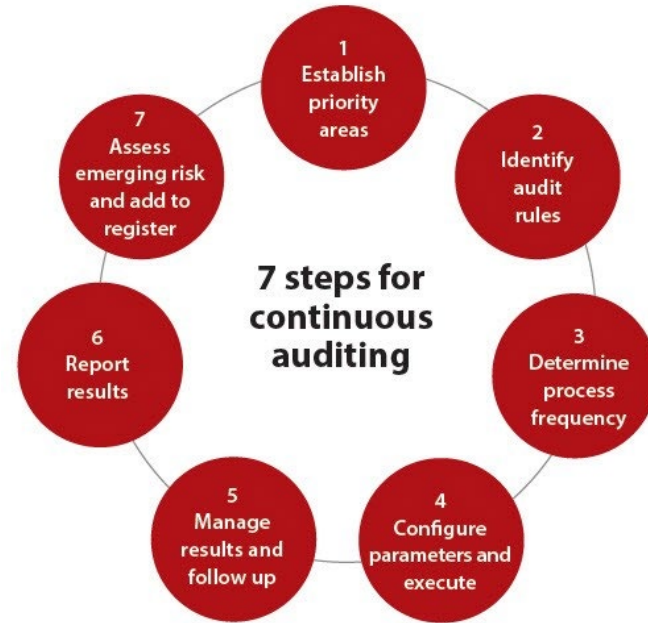 1
Establish
priority
areas
2
Identify
audit
rules
3
Determine
process
frequency
4
Configure
parameters and
execute
5
Manage
results and
follow up
6
Report
results
7
Assess
emerging risk
and add to
register
7 steps for
continuous
auditing